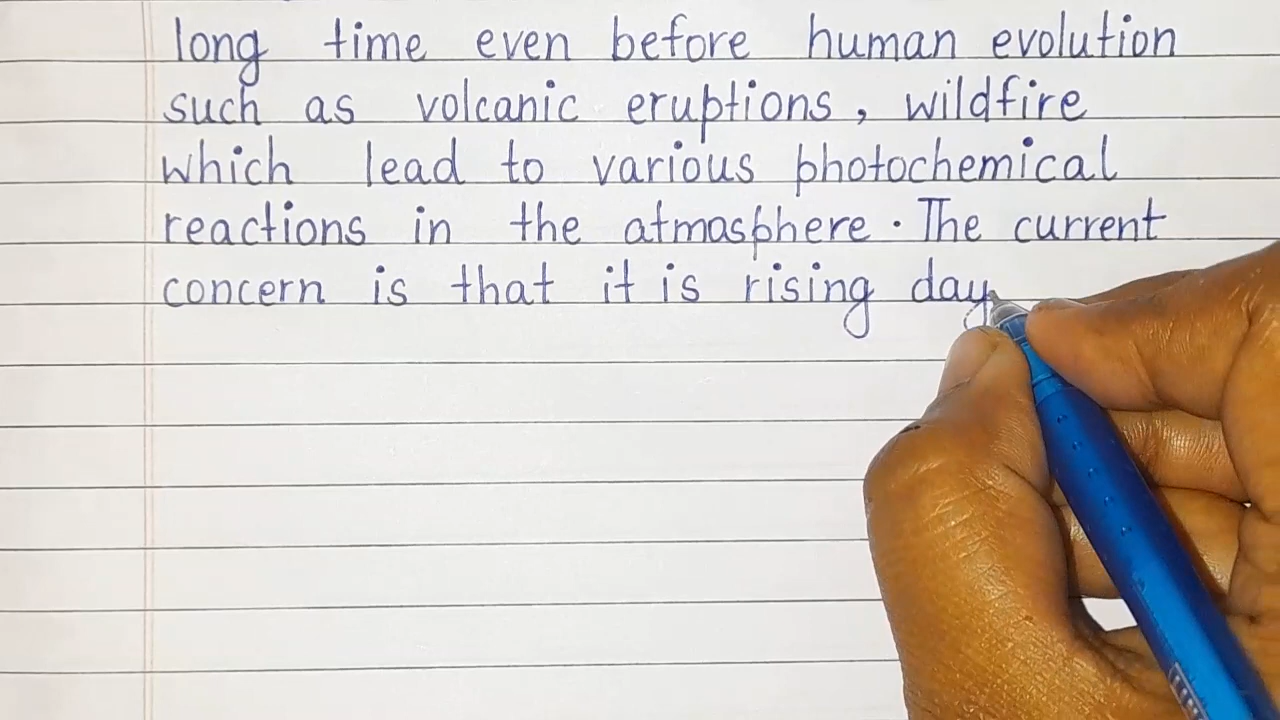 long time even before human evolution
such as volcanic eruptions, wildfire
which lead to various photochemical
reactions in the atmosphere. The current
concern is that it is rising day